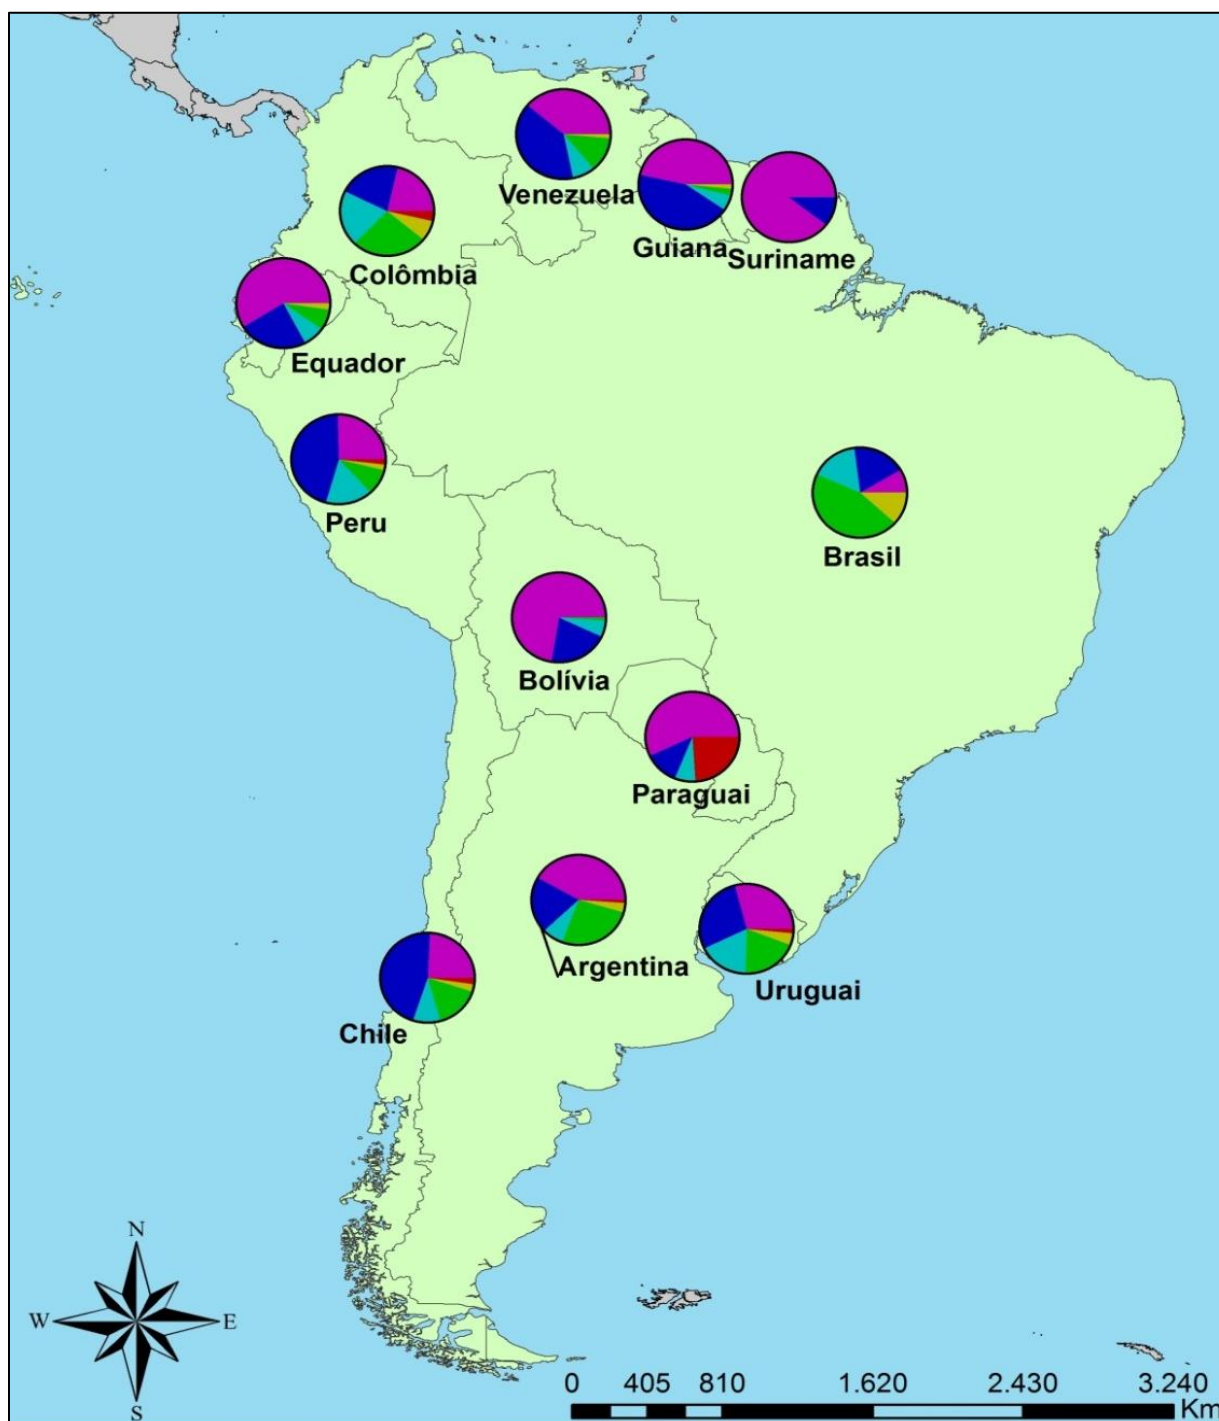 Venezuela
Guiana
Suriname
Colômbia
Equador
Peru
Brasil
Bolívia
Paraguai
Argentina
Uruguai
Chile
N
W E
S
0 405 810 1.620 2.430 3.240
Km